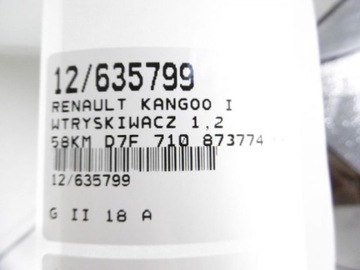 12/635799
RENAULT KANGOO I
WTRYSKIWACZ 1,2
58KM D7F 710 873774
12/635799
G II 18 A